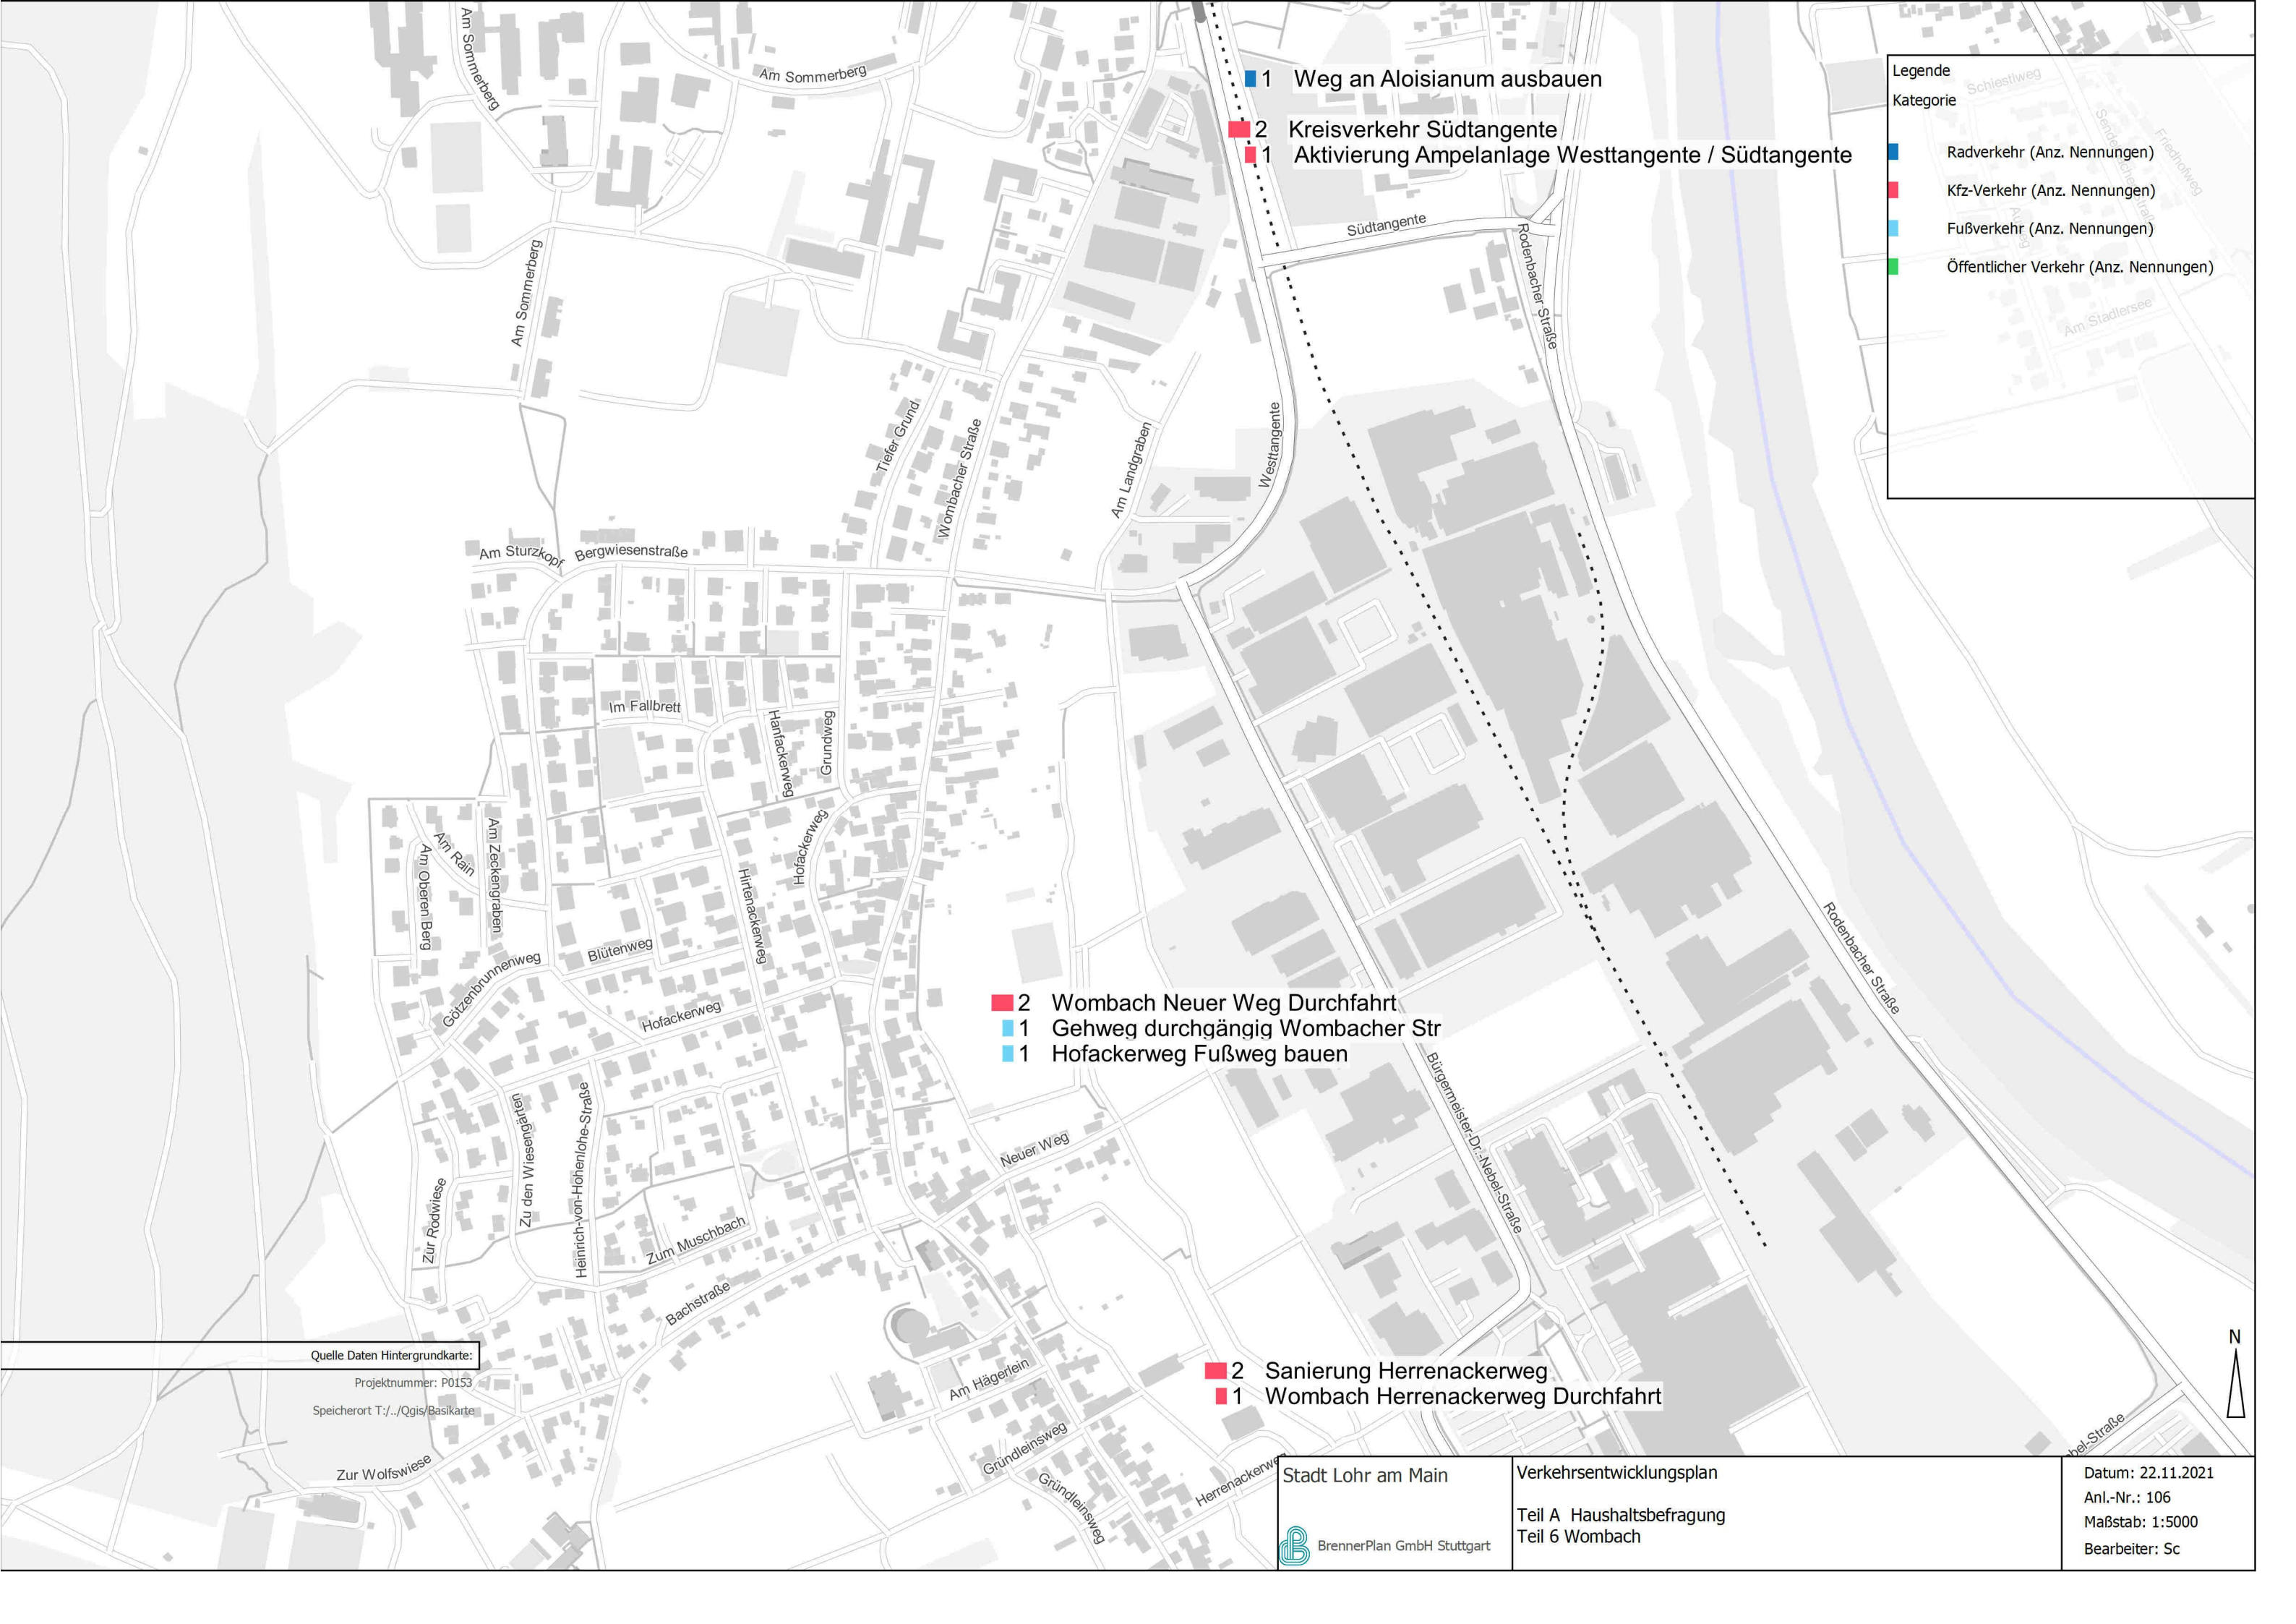 Am Sommerberg
Am Sommerberg
1 Weg an Aloisianum ausbauen
2 Kreisverkehr Südtangente
1 Aktivierung Ampelanlage Westtangente / Südtangente
Legende
Kategorie
Radverkehr (Anz. Nennungen)
Kfz-Verkehr (Anz. Nennungen)
Fußverkehr (Anz. Nennungen)
Öffentlicher Verkehr (Anz. Nennungen)
Schiestlweg
Friedhofweg
Am Stadlersee
Südtangente
Rodenbacher Straße
Am Sommerberg
Westtangente
Tiefer Grund
Wombacher Straße
Am Landgraben
Am Sturzkopf
Bergwiesenstraße
Im Fallbrett
Hanfackerweg
Grundweg
Hofackerweg
Am Rain
Am Zeckengraben
Am Oberen Berg
Hirtenackerweg
Blütenweg
Götzenbrunnenweg
Hofackerweg
Rodenbacher Straße
2 Wombach Neuer Weg Durchfahrt
1 Gehweg durchgängig Wombacher Str
1 Hofackerweg Fußweg bauen
Bürgermeister-Dr.-Nebel-Straße
Neuer Weg
Zu den Wiesengärten
Heinrich-von-Hohenlohe-Straße
Zur Rodwiese
Zum Muschbach
Bachstraße
2 Sanierung Herrenackerweg
1 Wombach Herrenackerweg Durchfahrt
Am Hägerlein
Gründleinsweg
Gründleinsweg
Herrenackerwe
Zur Wolfswiese
bel-Straße
N
Quelle Daten Hintergrundkarte:
Projektnummer: P0153
Speicherort T:/../Qgis/Basikarte
Stadt Lohr am Main
BrennerPlan GmbH Stuttgart
Verkehrsentwicklungsplan
Teil A Haushaltsbefragung
Teil 6 Wombach
Datum: 22.11.2021
Anl.-Nr.: 106
Maßstab: 1:5000
Bearbeiter: Sc